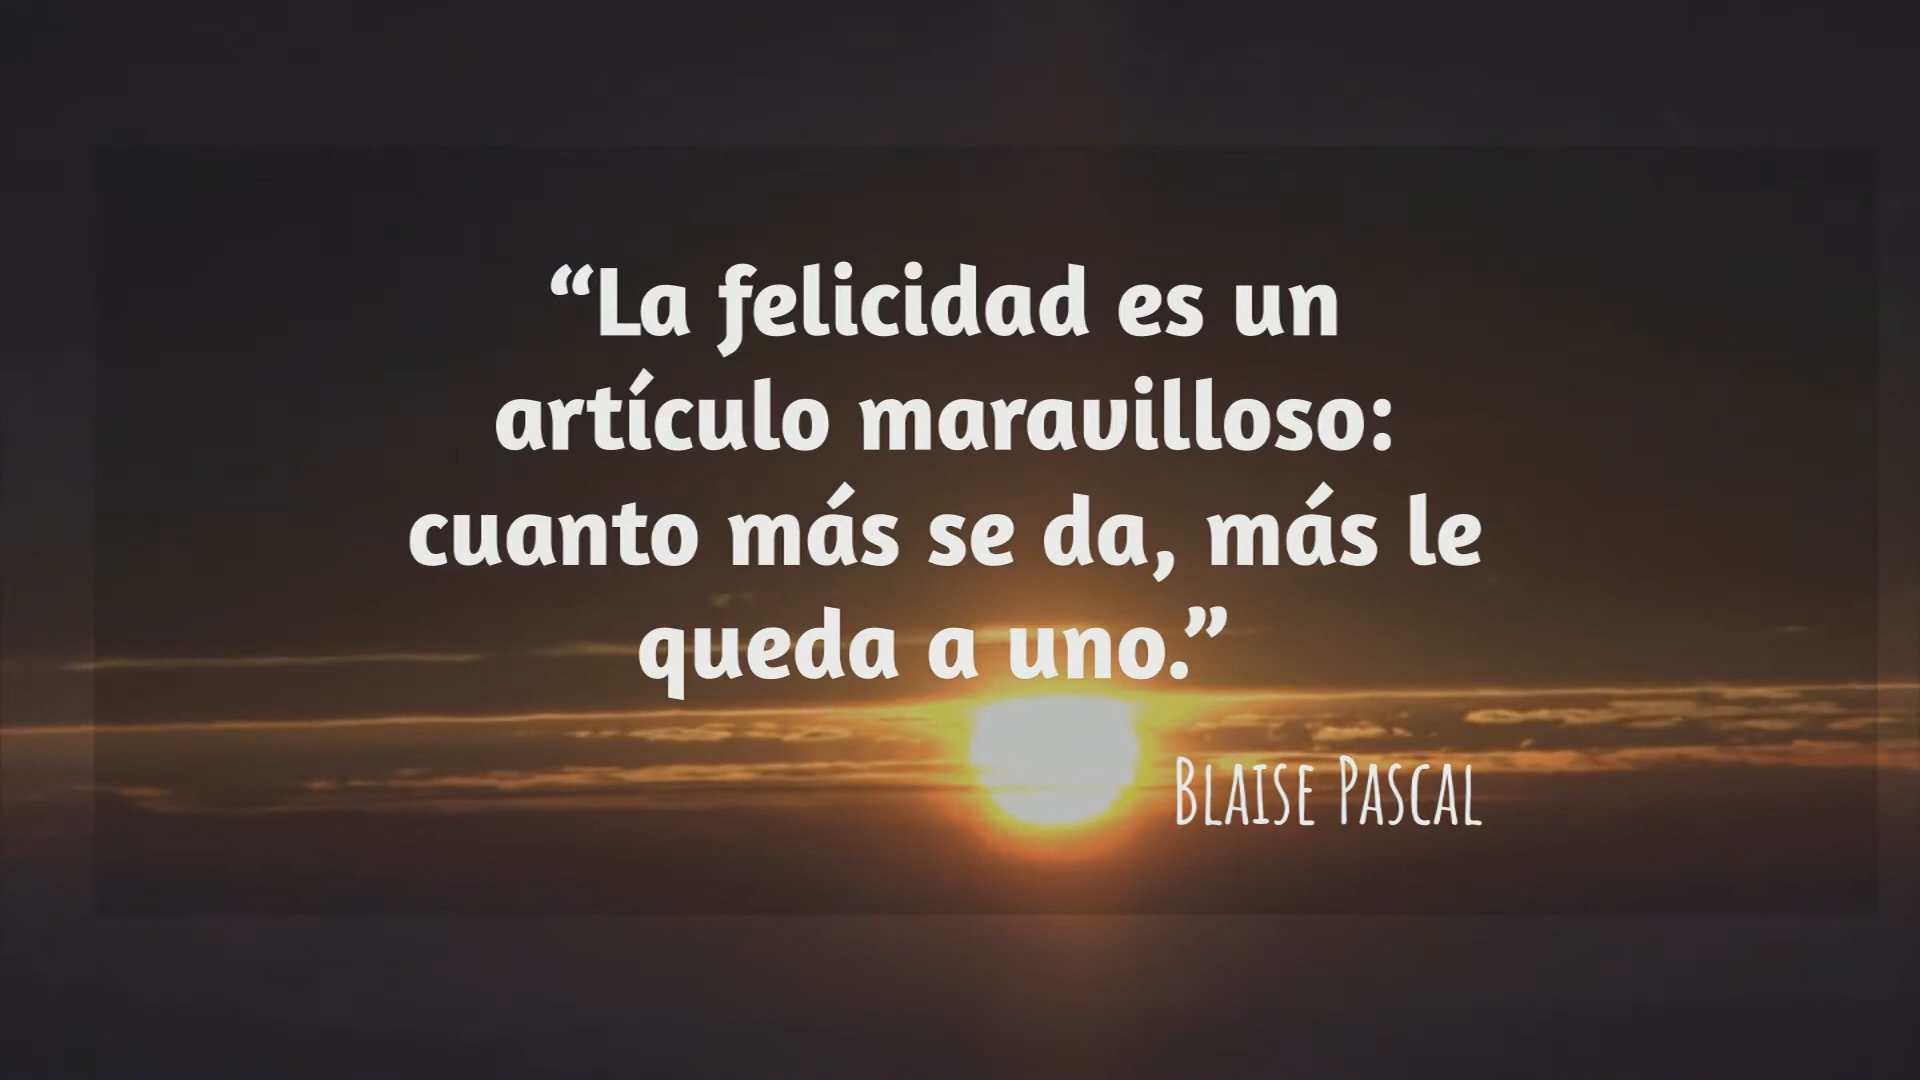 “La felicidad es un
artículo maravilloso:
cuanto más se da, más le
queda a uno.”
Blaise Pascal